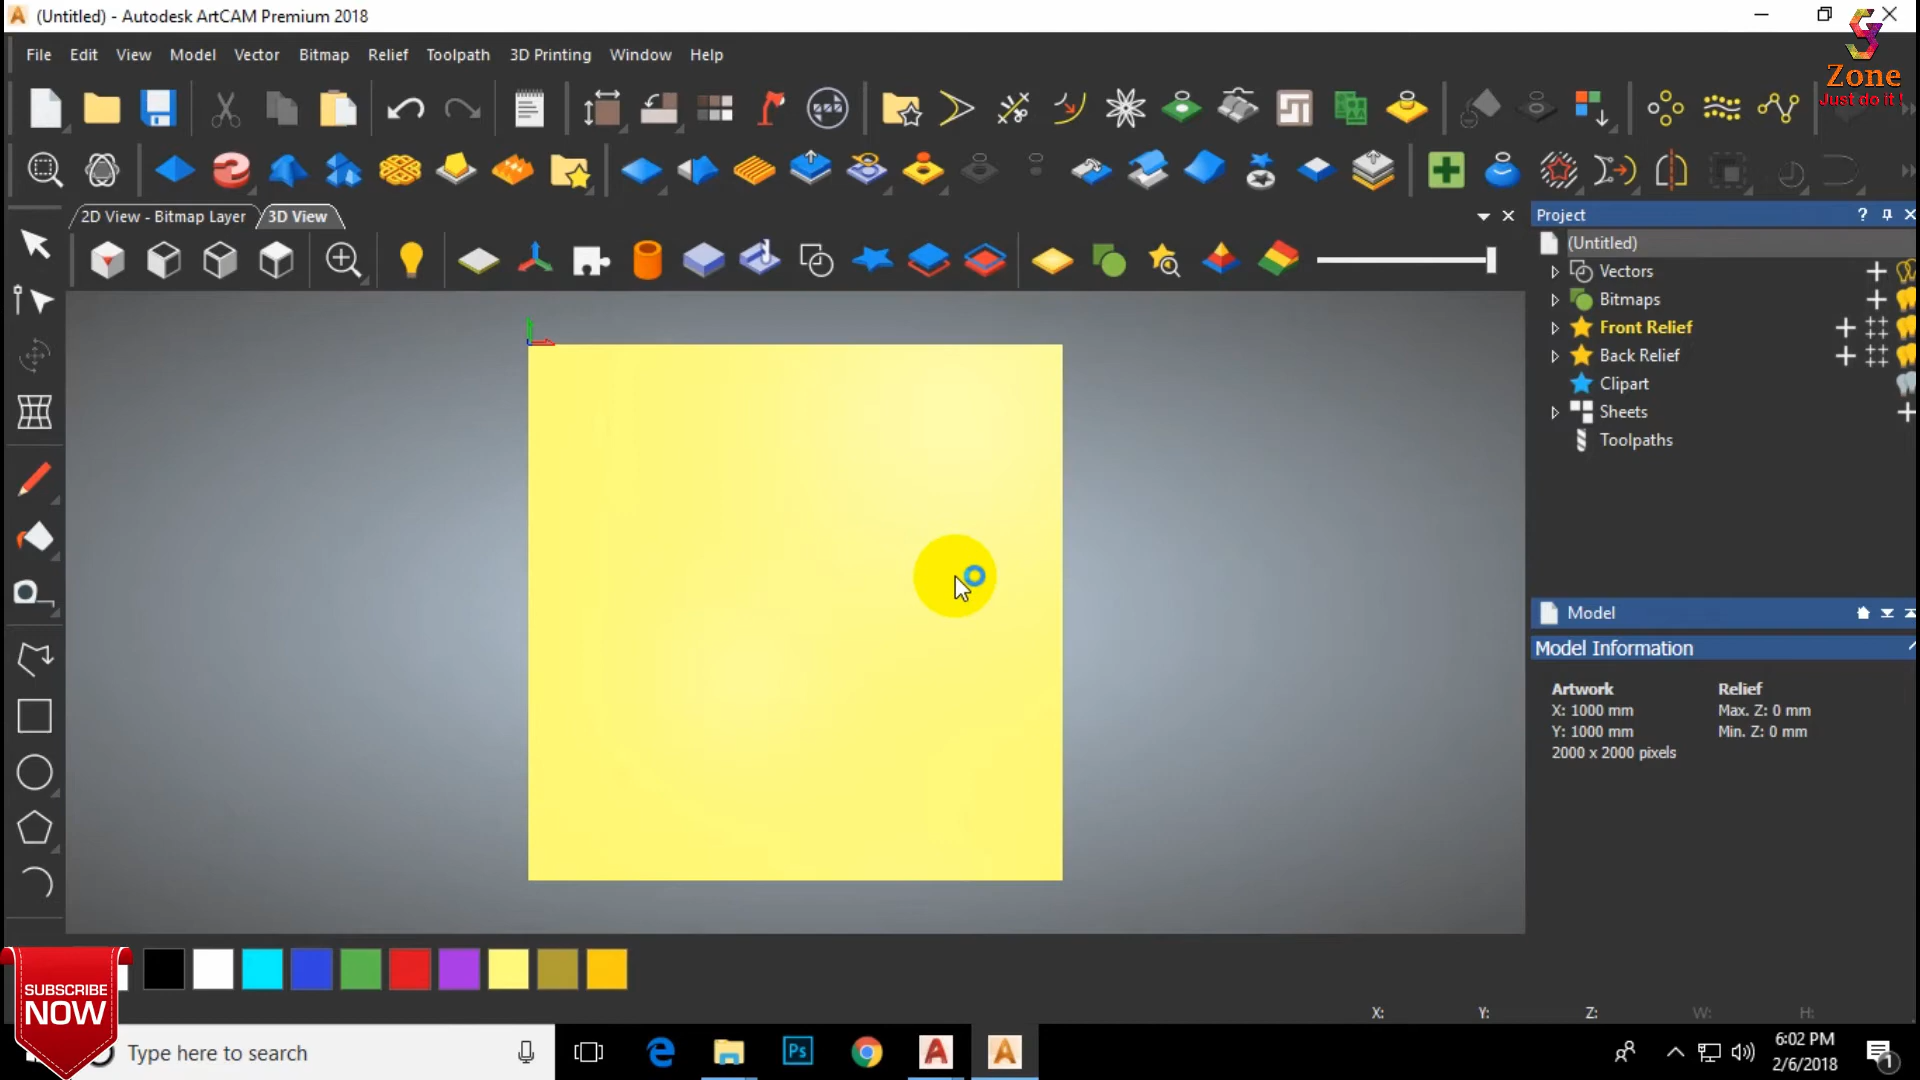 (Untitled) - Autodesk ArtCAM Premium 2018
Zone
Just do it !
File Edit View Model Vector Bitmap Relief Toolpath 3D Printing Window Help
2D View - Bitmap Layer 3D View
Project
(Untitled)
Vectors
Bitmaps
Front Relief
Back Relief
Clipart
Sheets
Toolpaths
Model
Model Information
Artwork Relief
X: 1000 mm Max. Z: 0 mm
Y: 1000 mm Min. Z: 0 mm
2000 x 2000 pixels
SUBSCRIBE
NOW
X: Y: Z: W: H:
Type here to search
Ps
6:02 PM
2/6/2018
1